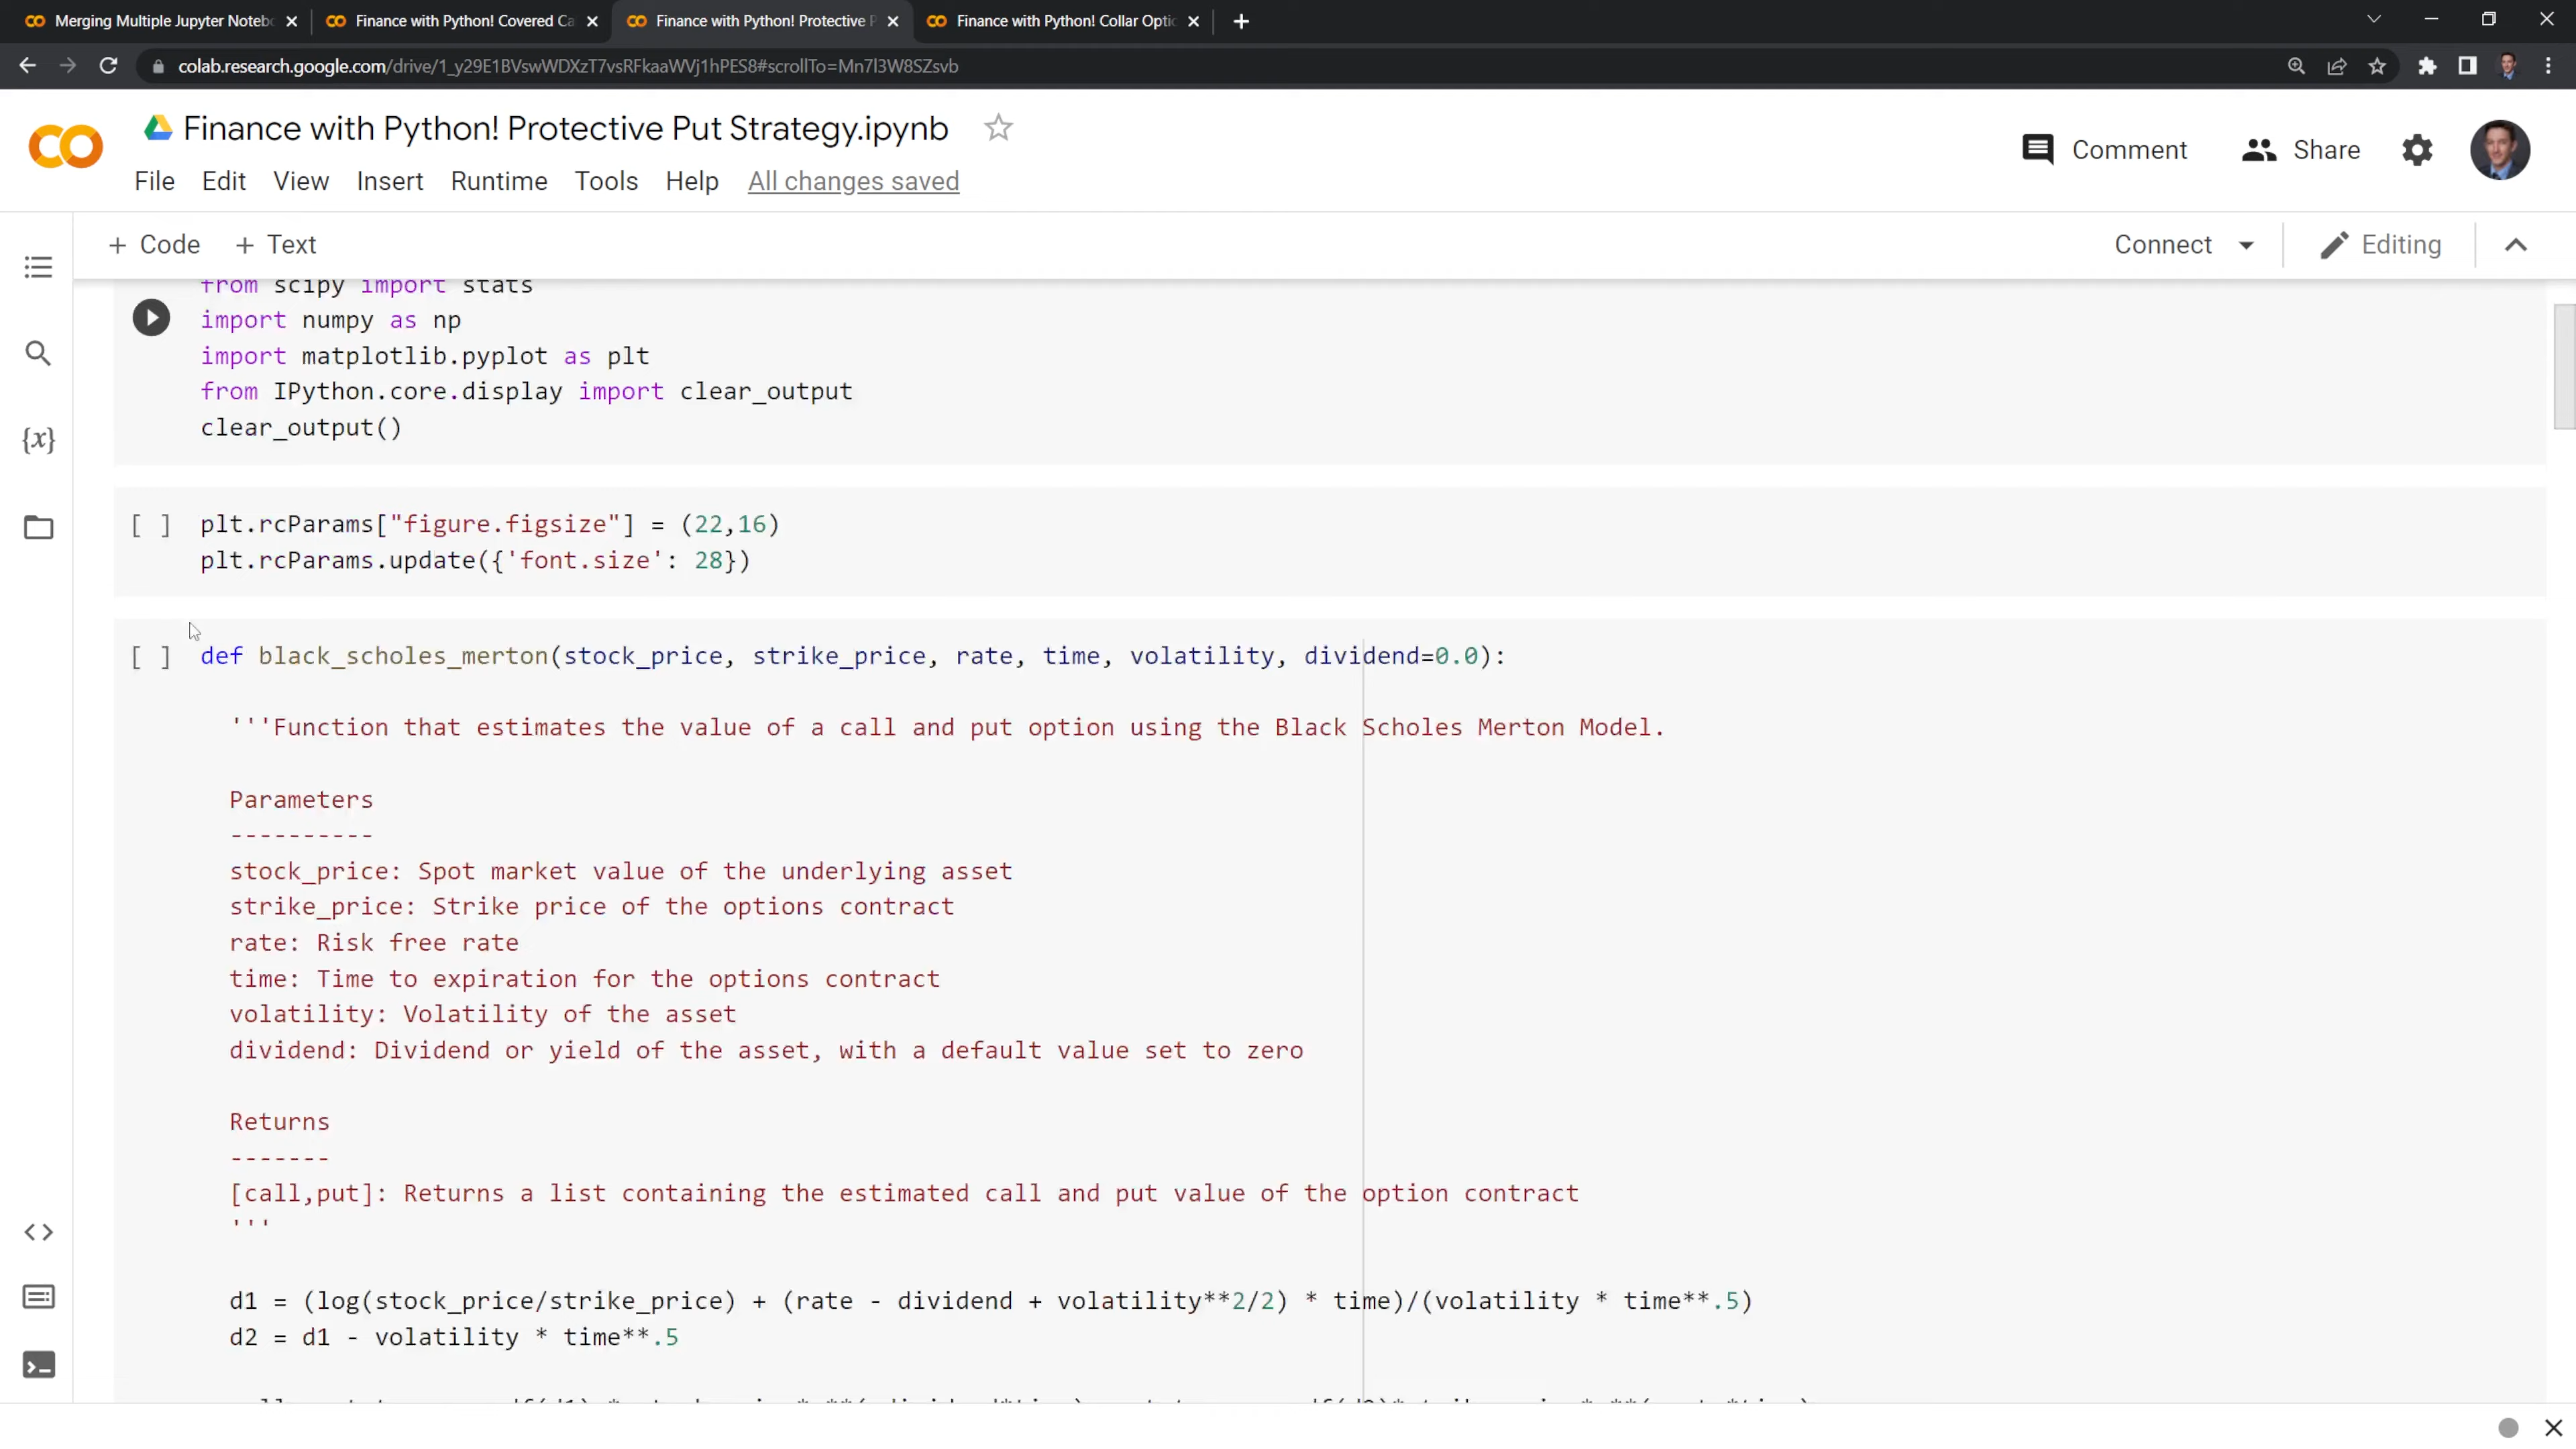 Merging Multiple Jupyter Notebo
Finance with Python! Covered Ca
Finance with Python! Protective P
Finance with Python! Collar Optio
colab.research.google.com/drive/1_y29E1BVswWDXzT7vsRFkaaWVj1hPES8#scrollTo=Mn7l3W8SZsvb
Finance with Python! Protective Put Strategy.ipynb
Comment
Share
File Edit View Insert Runtime Tools Help All changes saved
+ Code + Text
Connect
Editing
from scipy import stats
import numpy as np
import matplotlib.pyplot as plt
from IPython.core.display import clear_output
clear_output()
[ ] plt.rcParams["figure.figsize"] = (22,16)
plt.rcParams.update({'font.size': 28})
[ ] def black_scholes_merton(stock_price, strike_price, rate, time, volatility, dividend=0.0):
'''Function that estimates the value of a call and put option using the Black Scholes Merton Model.
Parameters
----------
stock_price: Spot market value of the underlying asset
strike_price: Strike price of the options contract
rate: Risk free rate
time: Time to expiration for the options contract
volatility: Volatility of the asset
dividend: Dividend or yield of the asset, with a default value set to zero
Returns
-------
[call,put]: Returns a list containing the estimated call and put value of the option contract
'''
d1 = (log(stock_price/strike_price) + (rate - dividend + volatility**2/2) * time)/(volatility * time**.5)
d2 = d1 - volatility * time**.5